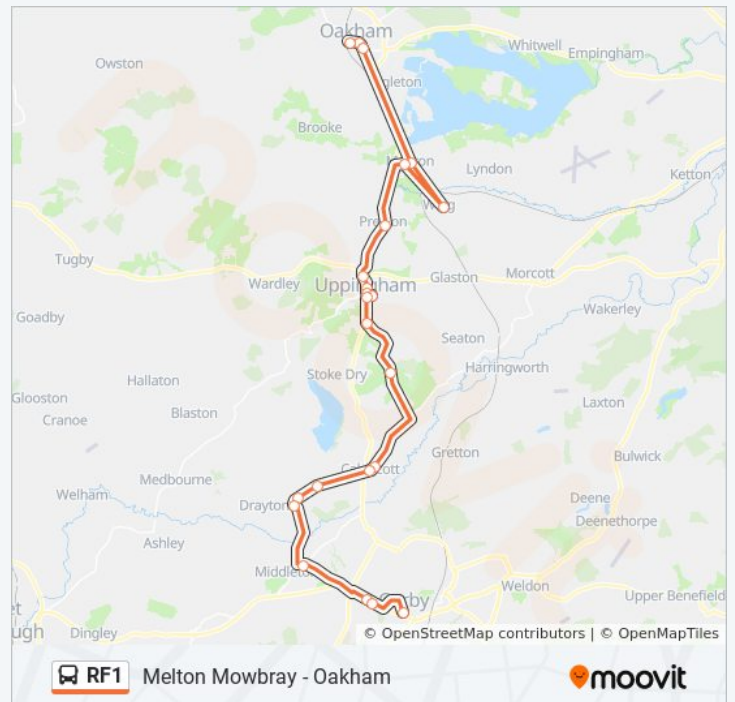 Oakham
Whitwell
Empingham
Owston
Brooke
Lyndon
Ketton
Preston
Tugby
Wardley
Uppingham
Glaston
Morcott
Goadby
Wakerley
Seaton
Stoke Dry
Harringworth
Hallaton
Glooston
Laxton
Cranoe
Blaston
Gretton
Bulwick
Medbourne
Welham
Deene
Drayton
Deenethorpe
Ashley
Weldon
Upper Benefield
Dingley
© OpenStreetMap contributors | © OpenMapTiles
RF1 Melton Mowbray - Oakham
moovit